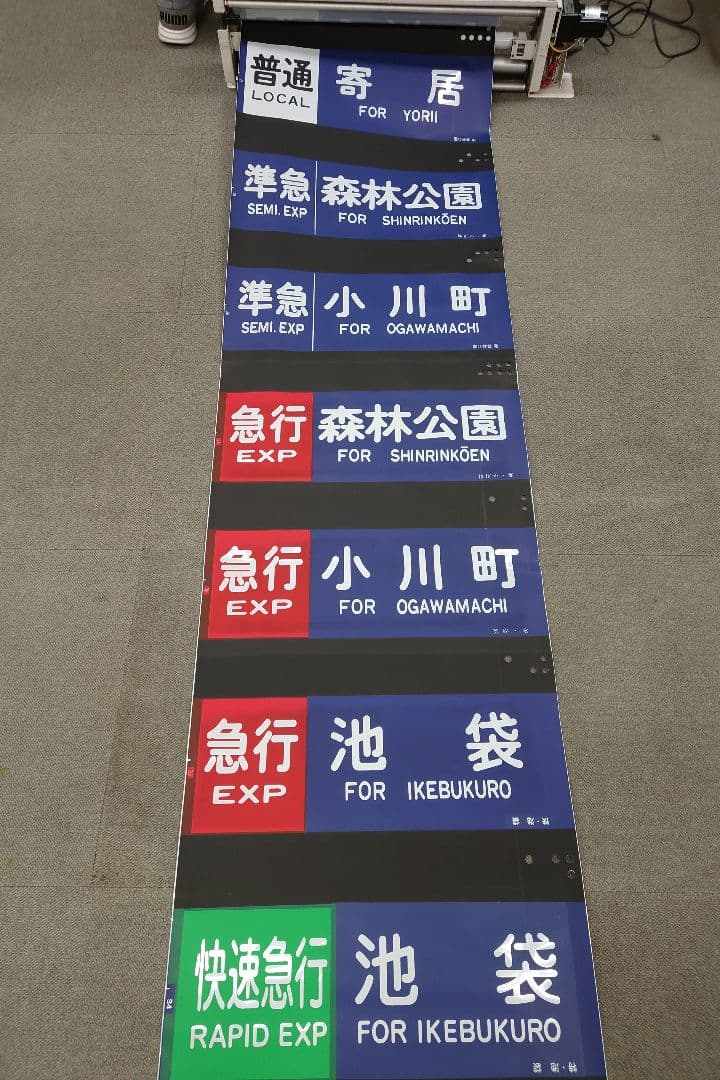 PUMA
普通 寄居
LOCAL FOR YORII
準急 森林公園
SEMI. EXP FOR SHINRINKŌEN
準急 小川町
SEMI. EXP FOR OGAWAMACHI
急行 森林公園
EXP FOR SHINRINKŌEN
急行 小川町
EXP FOR OGAWAMACHI
急行 池袋
EXP FOR IKEBUKURO
快速急行 池袋
RAPID EXP FOR IKEBUKURO
34